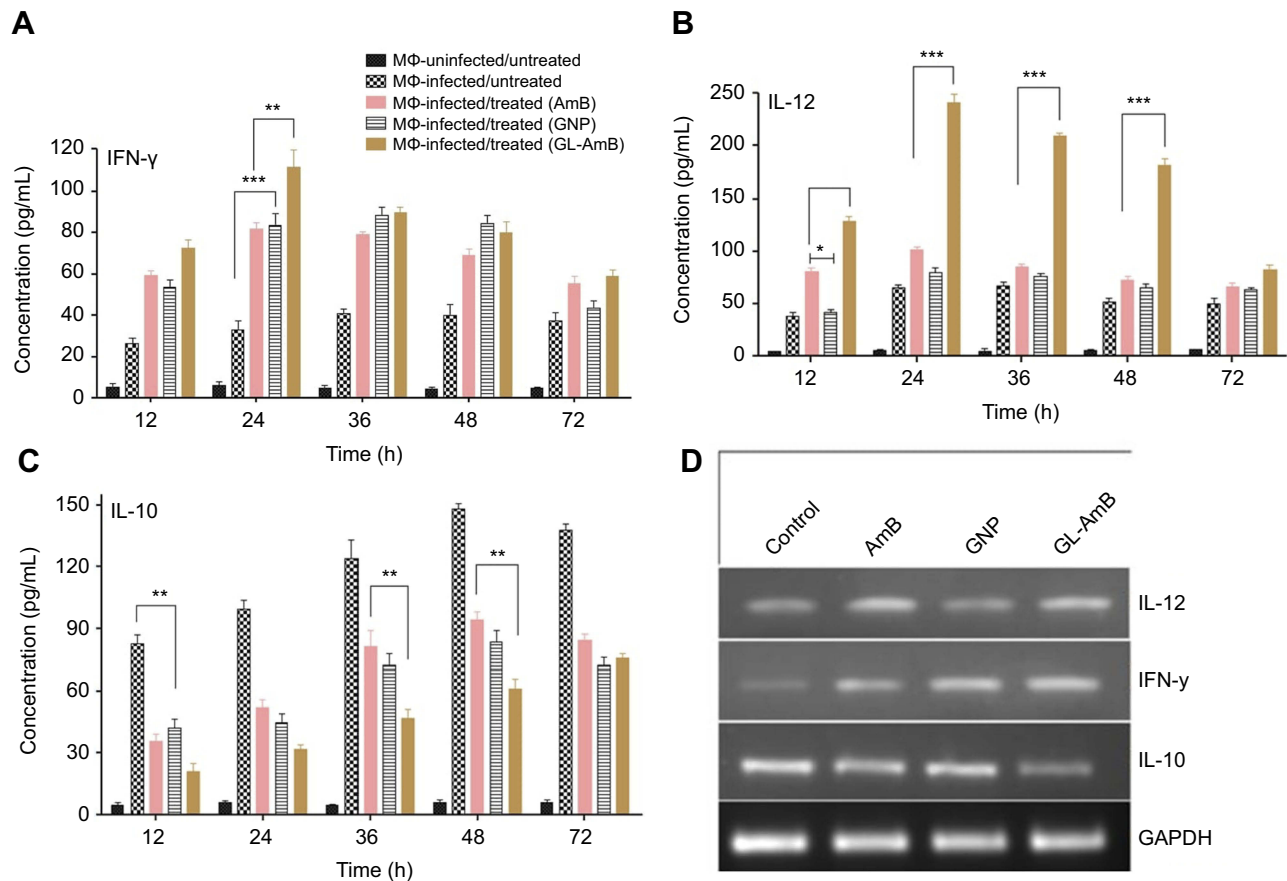 A
MΦ-uninfected/untreated
MΦ-infected/untreated
MΦ-infected/treated (AmB)
MΦ-infected/treated (GNP)
MΦ-infected/treated (GL-AmB)
IFN-γ
Concentration (pg/mL)
120
100
80
60
40
20
0
**
***
12 24 36 48 72
Time (h)
B
IL-12
Concentration (pg/mL)
250
200
150
100
50
0
*
***
***
***
12 24 36 48 72
Time (h)
C
IL-10
Concentration (pg/mL)
150
120
90
60
30
0
**
**
**
12 24 36 48 72
Time (h)
D
Control AmB GNP GL-AmB
IL-12
IFN-y
IL-10
GAPDH